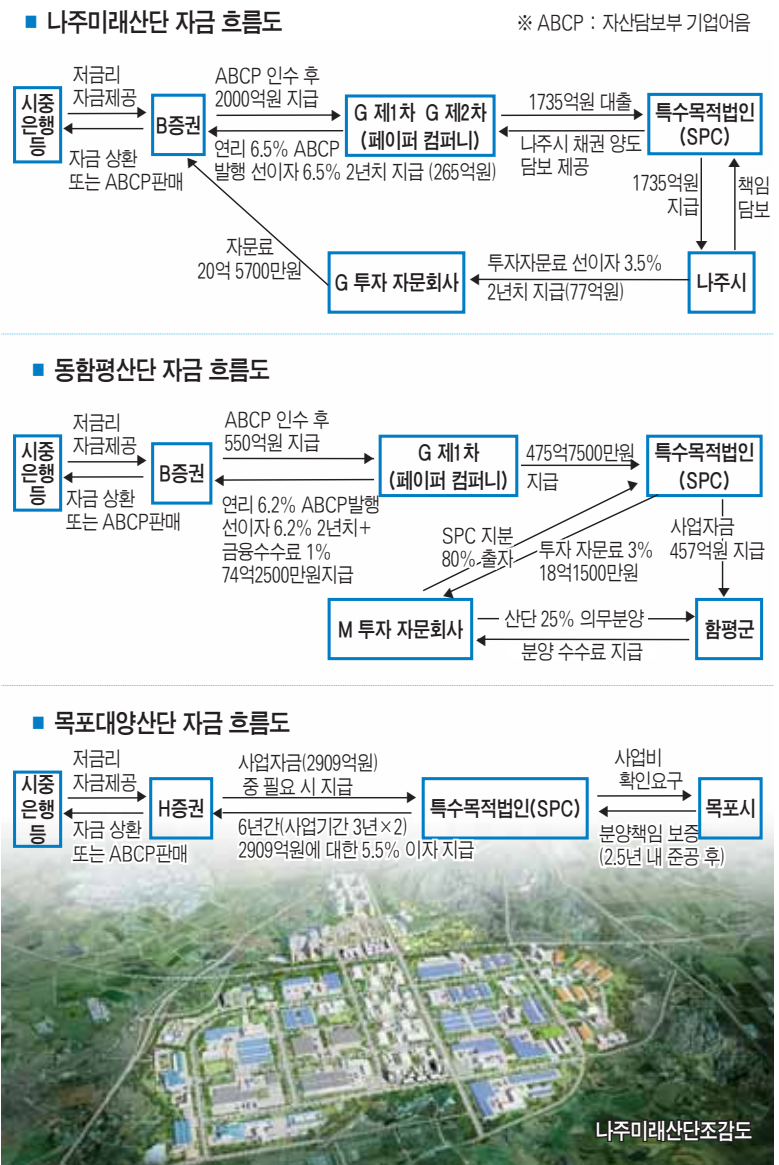 ■ 나주미래산단 자금 흐름도
※ ABCP : 자산담보부 기업어음
시중
은행
등
저금리
자금제공
자금 상환
또는 ABCP판매
B증권
ABCP 인수 후
2000억원 지급
연리 6.5% ABCP
발행 선이자 6.5% 2년치 지급 (265억원)
G 제1차 G 제2차
(페이퍼 컴퍼니)
1735억원 대출
나주시 채권 양도
담보 제공
특수목적법인
(SPC)
1735억원
지급
책임
담보
자문료
20억 5700만원
G 투자 자문회사
투자자문료 선이자 3.5%
2년치 지급(77억원)
나주시
■ 동함평산단 자금 흐름도
시중
은행
등
저금리
자금제공
자금 상환
또는 ABCP판매
B증권
ABCP 인수 후
550억원 지급
연리 6.2% ABCP발행
선이자 6.2% 2년치+
금융수수료 1%
74억2500만원지급
G 제1차
(페이퍼 컴퍼니)
475억7500만원
지급
특수목적법인
(SPC)
SPC 지분
80% 출자
투자 자문료 3%
18억1500만원
사업자금
457억원 지급
M 투자 자문회사
산단 25% 의무분양
분양 수수료 지급
함평군
■ 목포대양산단 자금 흐름도
시중
은행
등
저금리
자금제공
자금 상환
또는 ABCP판매
H증권
사업자금(2909억원)
중 필요 시 지급
6년간(사업기간 3년×2)
2909억원에 대한 5.5% 이자 지급
특수목적법인(SPC)
사업비
확인요구
분양책임 보증
(2.5년 내 준공 후)
목포시
나주미래산단조감도